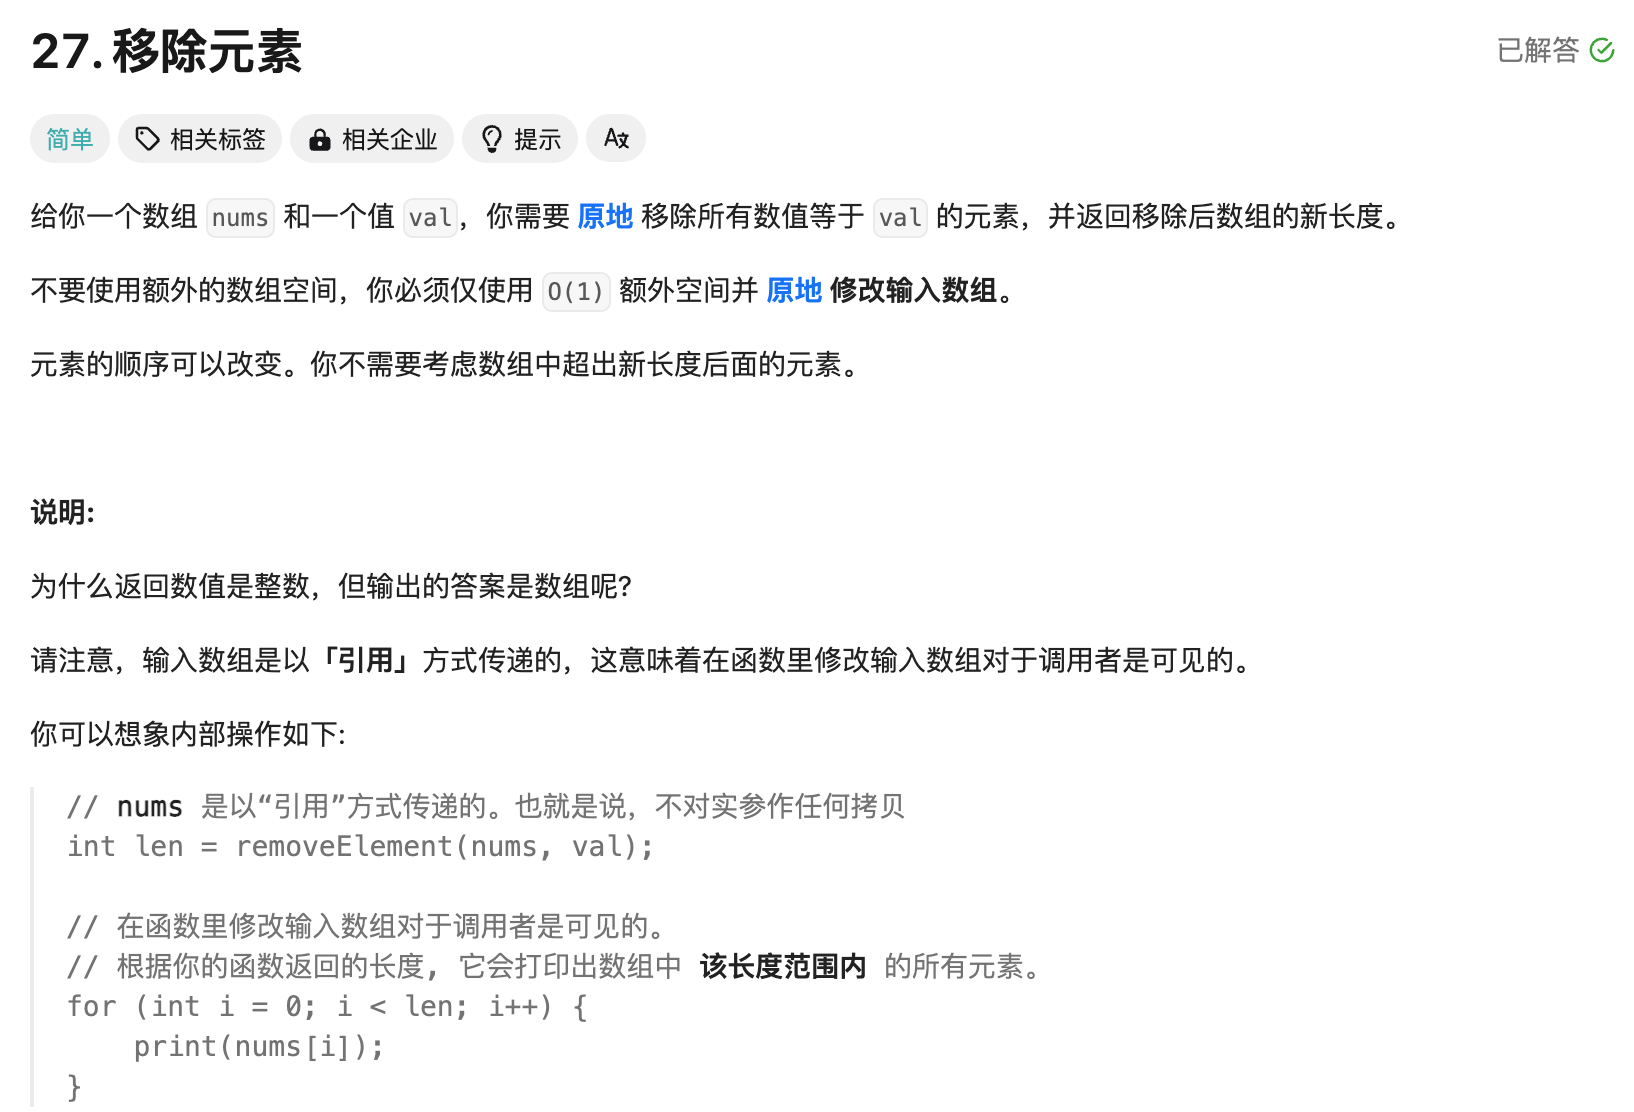 27. 移除元素
已解答
简单 相关标签 相关企业 提示
给你一个数组 nums 和一个值 val，你需要 原地 移除所有数值等于 val 的元素，并返回移除后数组的新长度。
不要使用额外的数组空间，你必须仅使用 O(1) 额外空间并 原地 修改输入数组。
元素的顺序可以改变。你不需要考虑数组中超出新长度后面的元素。
说明:
为什么返回数值是整数，但输出的答案是数组呢?
请注意，输入数组是以「引用」方式传递的，这意味着在函数里修改输入数组对于调用者是可见的。
你可以想象内部操作如下:
// nums 是以“引用”方式传递的。也就是说，不对实参作任何拷贝
int len = removeElement(nums, val);
// 在函数里修改输入数组对于调用者是可见的。
// 根据你的函数返回的长度, 它会打印出数组中 该长度范围内 的所有元素。
for (int i = 0; i < len; i++) {
    print(nums[i]);
}